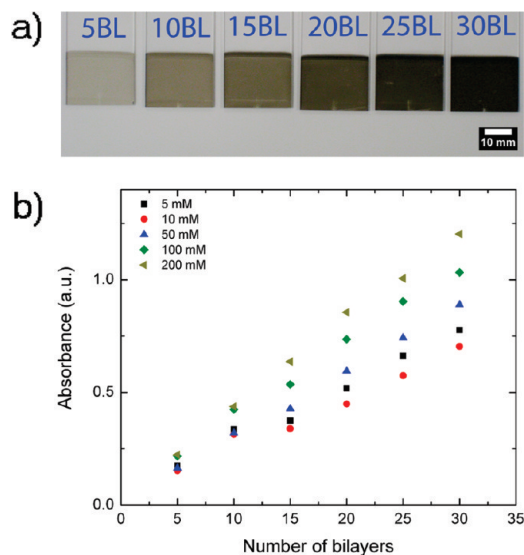 a)
5BL 10BL 15BL 20BL 25BL 30BL
10 mm
b)
5 mM
10 mM
50 mM
100 mM
200 mM
Absorbance (a.u.)
1.0
0.5
0.0
0 5 10 15 20 25 30 35
Number of bilayers